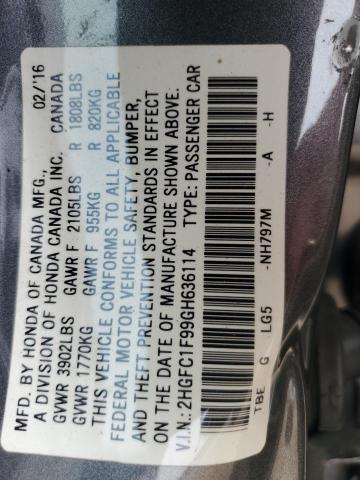 MFD. BY HONDA OF CANADA MFG., 02/'16
A DIVISION OF HONDA CANADA INC. CANADA
GVWR 3902LBS GAWR F 2105LBS R 1808LBS
GVWR 1770KG GAWR F 955KG R 820KG
THIS VEHICLE CONFORMS TO ALL APPLICABLE
FEDERAL MOTOR VEHICLE SAFETY, BUMPER,
AND THEFT PREVENTION STANDARDS IN EFFECT
ON THE DATE OF MANUFACTURE SHOWN ABOVE.
V.I.N.: 2HGFC1F99GH636114 TYPE: PASSENGER CAR
TBE G LG5 -NH797M -A -H